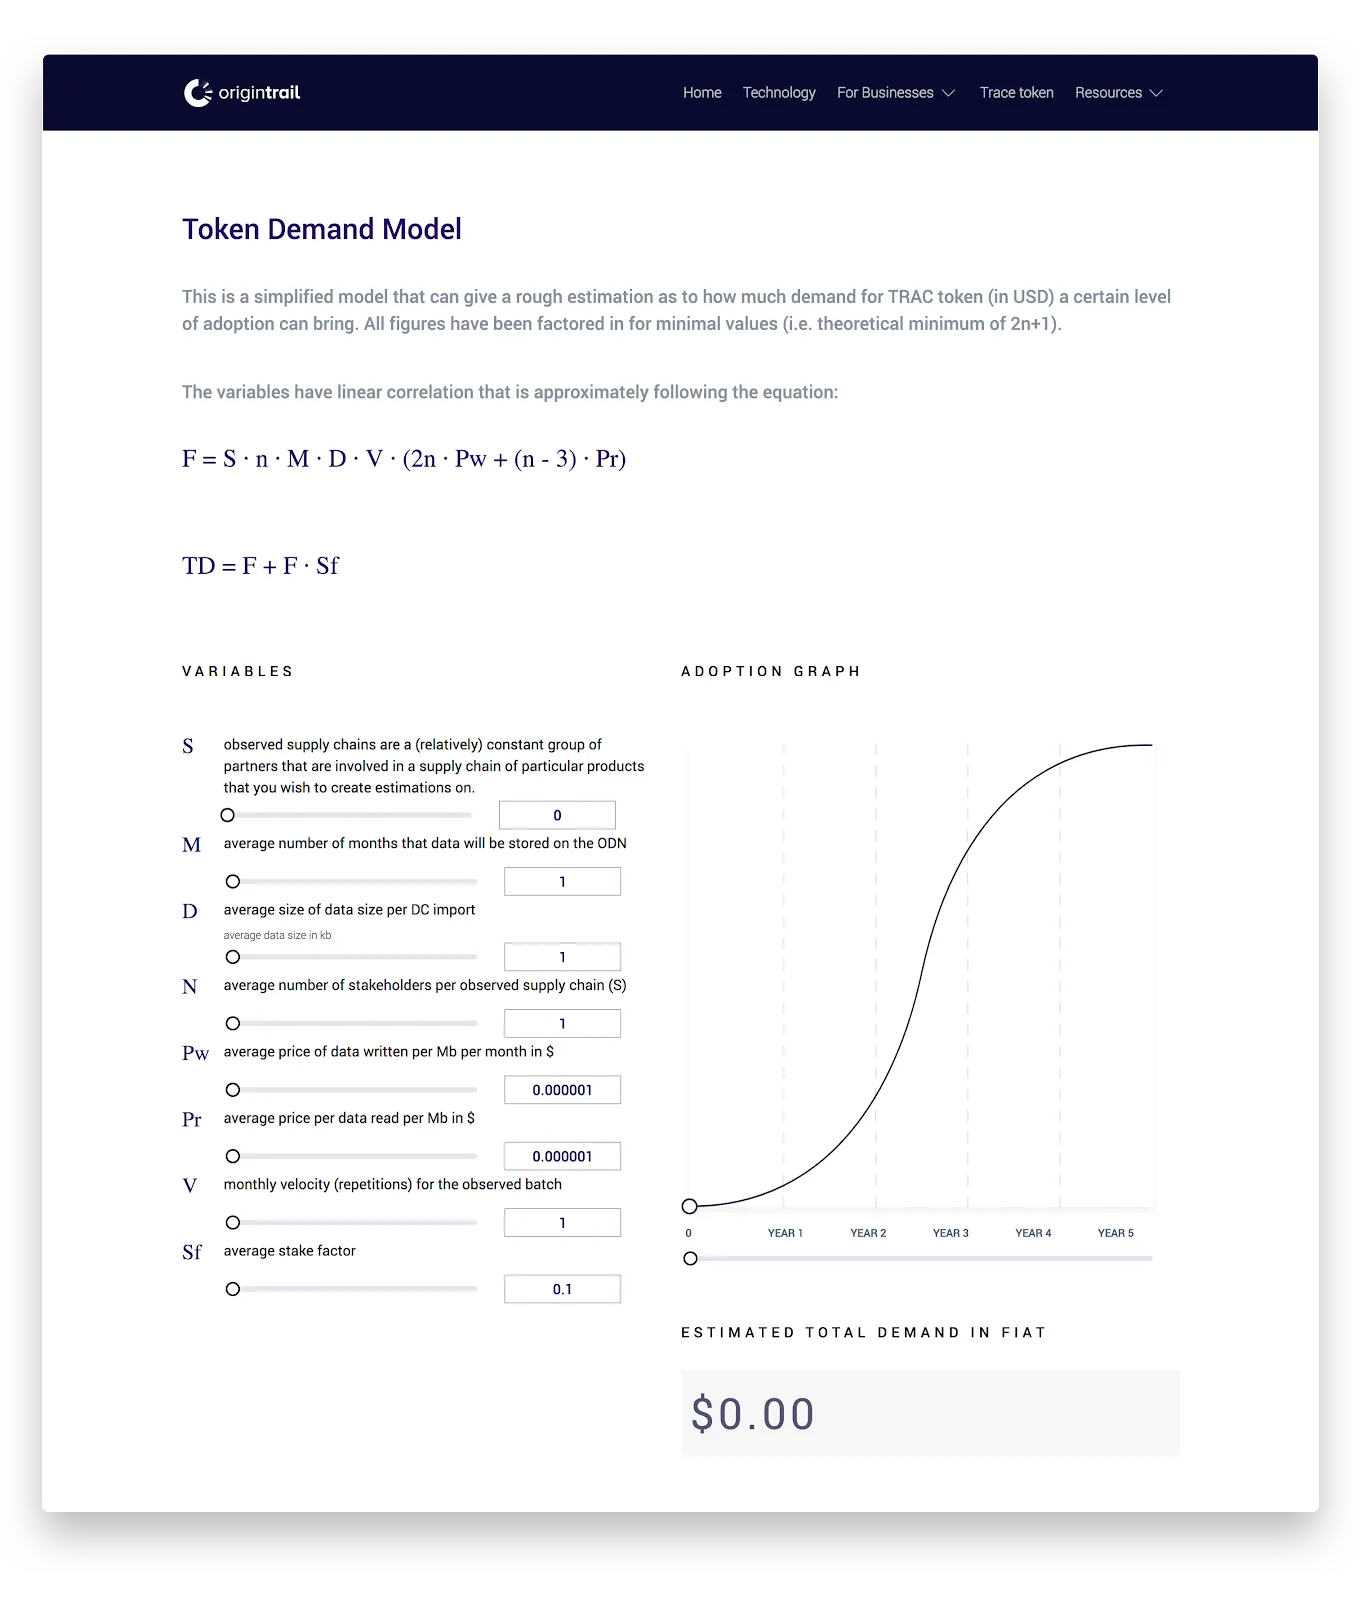 origintrail
Home Technology For Businesses Trace token Resources
Token Demand Model
This is a simplified model that can give a rough estimation as to how much demand for TRAC token (in USD) a certain level
of adoption can bring. All figures have been factored in for minimal values (i.e. theoretical minimum of 2n+1).
The variables have linear correlation that is approximately following the equation:
F = S · n · M · D · V · (2n · Pw + (n - 3) · Pr)
TD = F + F · Sf
VARIABLES
S observed supply chains are a (relatively) constant group of
partners that are involved in a supply chain of particular products
that you wish to create estimations on.
0
M average number of months that data will be stored on the ODN
1
D average size of data size per DC import
average data size in kb
1
N average number of stakeholders per observed supply chain (S)
1
Pw average price of data written per Mb per month in $
0.000001
Pr average price per data read per Mb in $
0.000001
V monthly velocity (repetitions) for the observed batch
1
Sf average stake factor
0.1
ADOPTION GRAPH
0 YEAR 1 YEAR 2 YEAR 3 YEAR 4 YEAR 5
ESTIMATED TOTAL DEMAND IN FIAT
$0.00